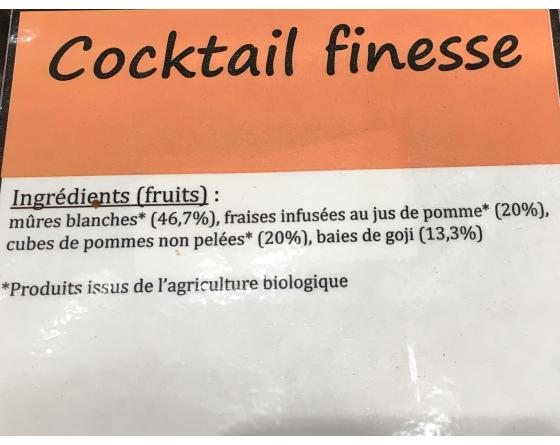 Cocktail finesse
Ingrédients (fruits) :
mûres blanches* (46,7%), fraises infusées au jus de pomme* (20%),
cubes de pommes non pelées* (20%), baies de goji (13,3%)
*Produits issus de l'agriculture biologique